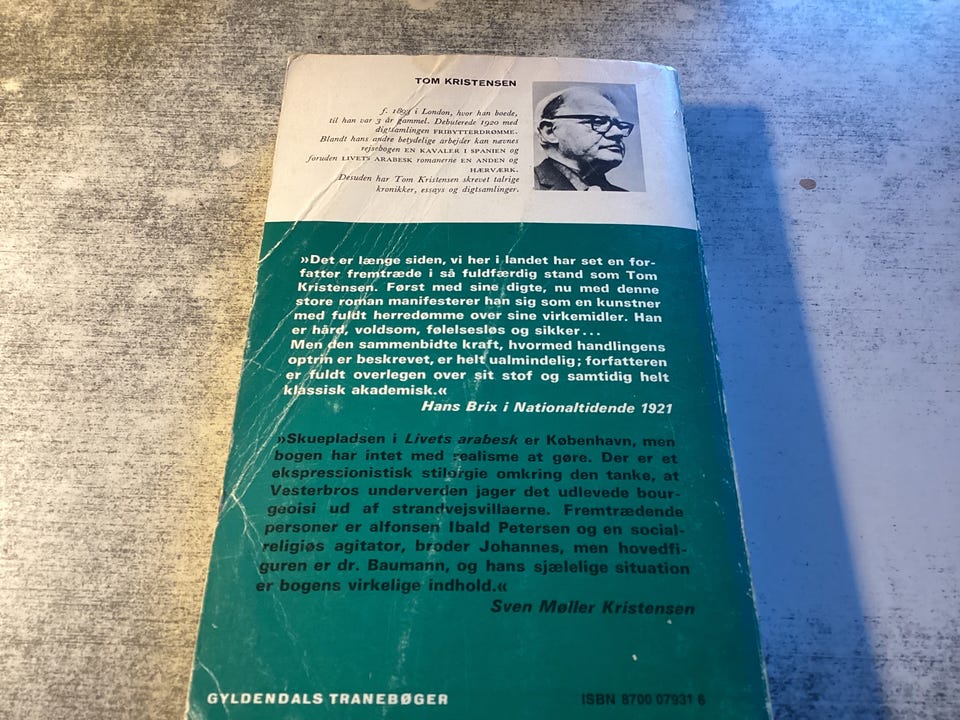 TOM KRISTENSEN
f. 1893 i London, hvor han boede,
til han var 3 år gammel. Debuterede 1920 med
digtsamlingen FRIBYTTERDRØMME.
Blandt hans andre betydelige arbejder kan nævnes
rejsebogen EN KAVALER I SPANIEN og
foruden LIVETS ARABESK romanerne EN ANDEN og
HÆRVÆRK.
Desuden har Tom Kristensen skrevet talrige
kronikker, essays og digtsamlinger.
»Det er længe siden, vi her i landet har set en for-
fatter fremtræde i så fuldfærdig stand som Tom
Kristensen. Først med sine digte, nu med denne
store roman manifesterer han sig som en kunstner
med fuldt herredømme over sine virkemidler. Han
er hård, voldsom, følelsesløs og sikker...
Men den sammenbidte kraft, hvormed handlingens
optrin er beskrevet, er helt ualmindelig; forfatteren
er fuldt overlegen over sit stof og samtidig helt
klassisk akademisk.«
Hans Brix i Nationaltidende 1921
»Skuepladsen i Livets arabesk er København, men
bogen har intet med realisme at gøre. Der er et
ekspressionistisk stilorgie omkring den tanke, at
Vesterbros underverden jager det udlevede bour-
geoisi ud af strandvejsvillaerne. Fremtrædende
personer er alfonsen Ibald Petersen og en social-
religiøs agitator, broder Johannes, men hovedfi-
guren er dr. Baumann, og hans sjælelige situation
er bogens virkelige indhold.«
Sven Møller Kristensen
GYLDENDALS TRANEBØGER
ISBN 8700 07931 6